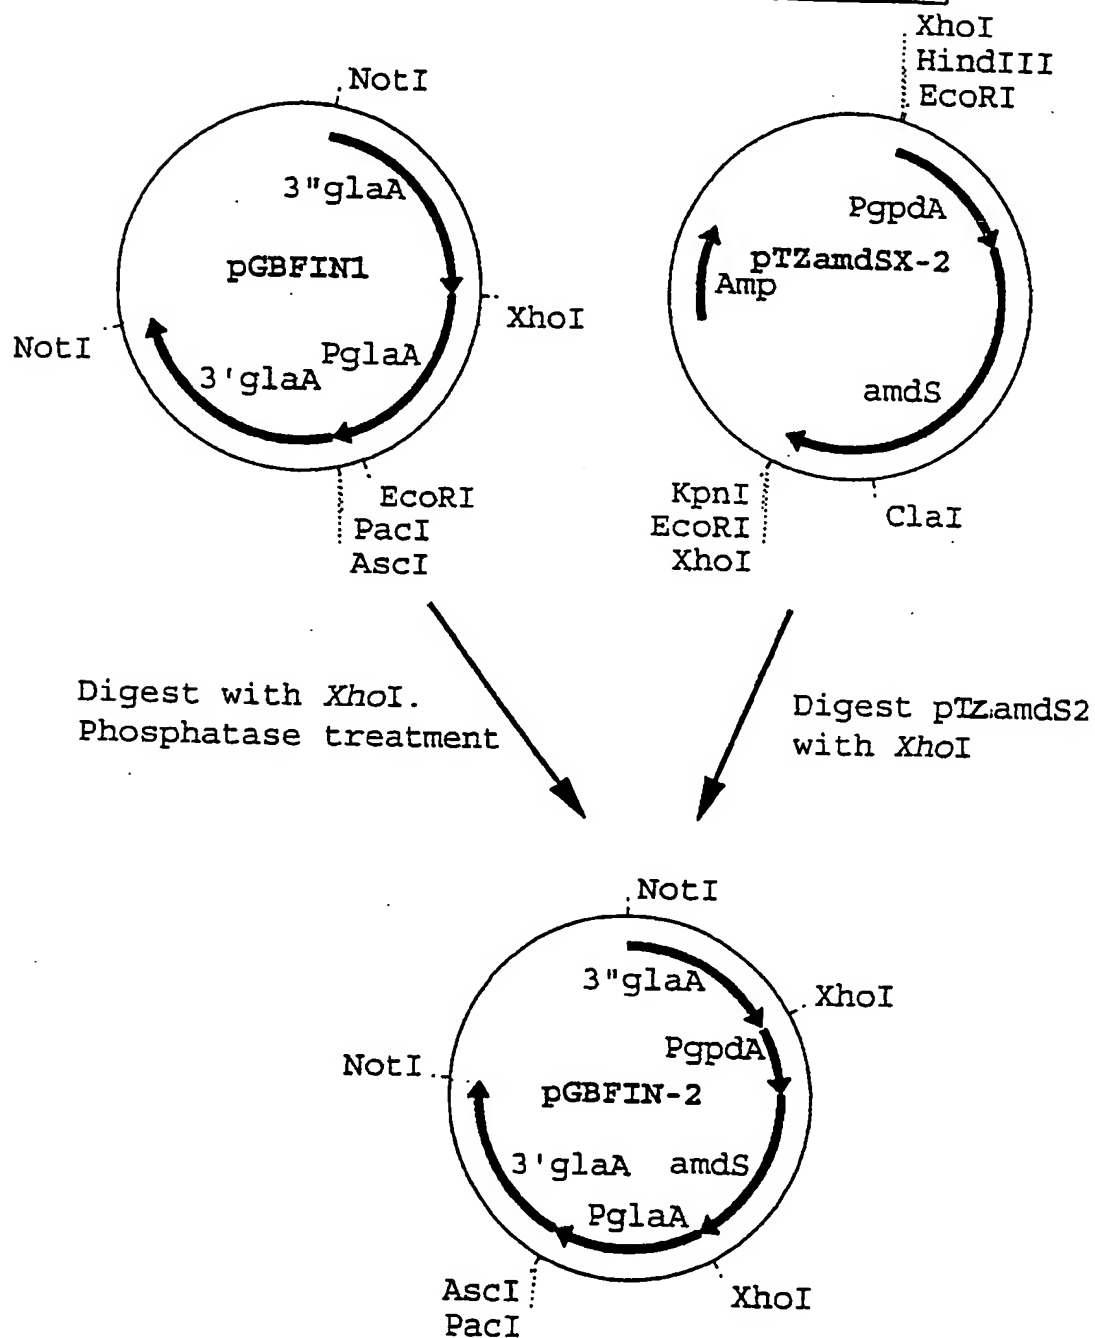 NotI
3"glaA
pGBFIN1
XhoI
NotI
PglaA
3'glaA
EcoRI
PacI
AscI
XhoI
HindIII
EcoRI
PgpdA
pTZamdSX-2
Amp
amdS
KpnI
EcoRI
XhoI
ClaI
Digest with XhoI.
Phosphatase treatment
Digest pTZamdS2
with XhoI
NotI
3"glaA
XhoI
PgpdA
NotI
pGBFIN-2
3'glaA amdS
PglaA
AscI
PacI
XhoI